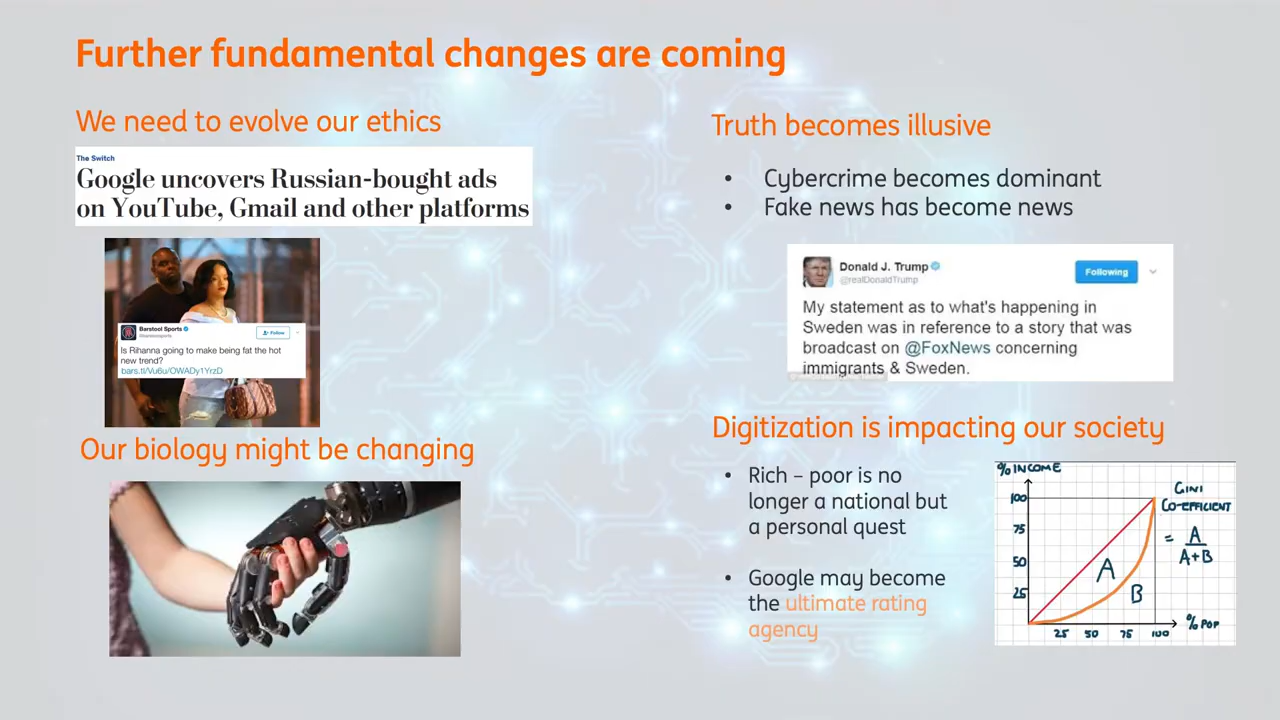 Further fundamental changes are coming
We need to evolve our ethics
The Switch
Google uncovers Russian-bought ads
on YouTube, Gmail and other platforms
Barstool Sports
@barstoolsports
Follow
Is Rihanna going to make being fat the hot
new trend?
bars.tl/Vu6u/OWADy1YrzD
Our biology might be changing
Truth becomes illusive
• Cybercrime becomes dominant
• Fake news has become news
Donald J. Trump
@realDonaldTrump
Following
My statement as to what's happening in
Sweden was in reference to a story that was
broadcast on @FoxNews concerning
immigrants & Sweden.
Digitization is impacting our society
• Rich – poor is no
longer a national but
a personal quest
• Google may become
the ultimate rating
agency
% INCOME
100
75
50
25
A
B
25 50 75 100
% POP
GINI
CO-EFFICIENT
= A
A+B